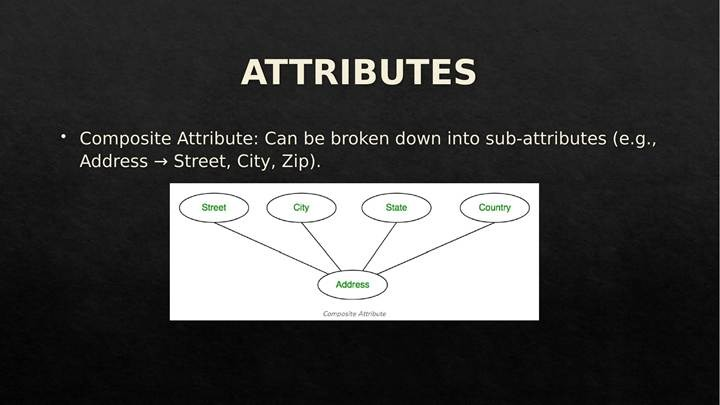 ATTRIBUTES
• Composite Attribute: Can be broken down into sub-attributes (e.g.,
Address → Street, City, Zip).
Street City State Country
Address
Composite Attribute